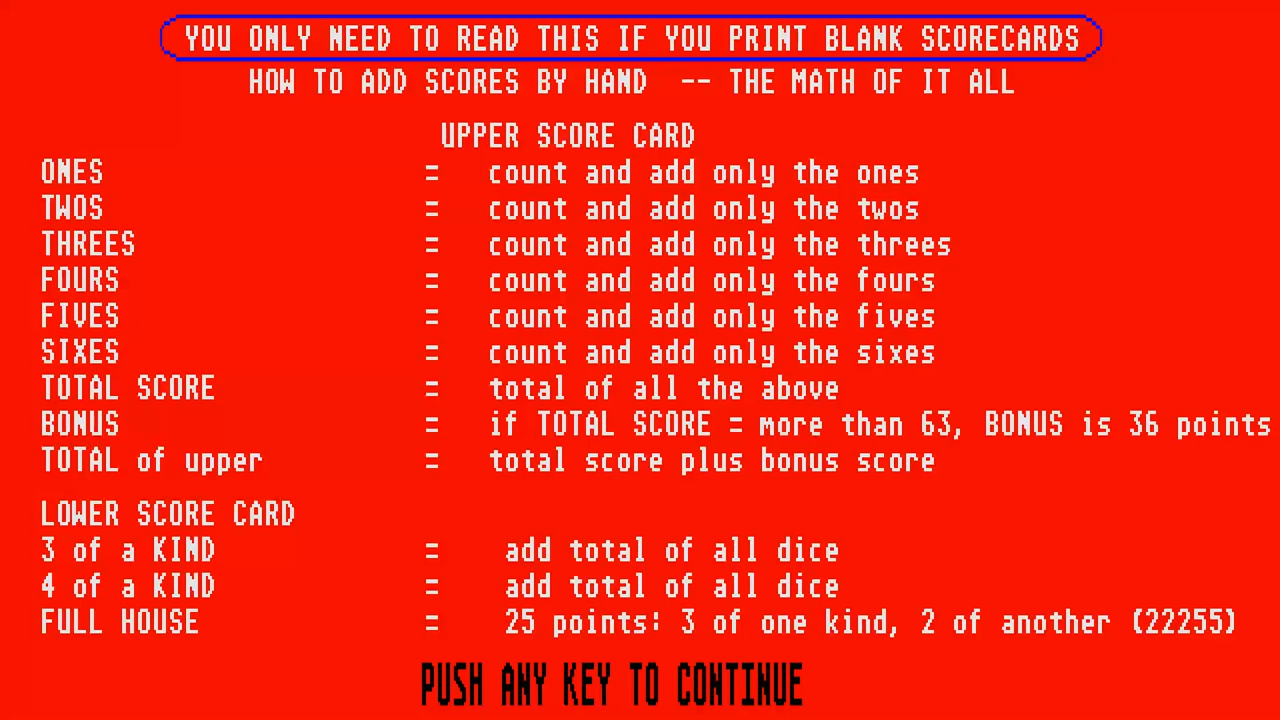 YOU ONLY NEED TO READ THIS IF YOU PRINT BLANK SCORECARDS
HOW TO ADD SCORES BY HAND -- THE MATH OF IT ALL
UPPER SCORE CARD
ONES = count and add only the ones
TWOS = count and add only the twos
THREES = count and add only the threes
FOURS = count and add only the fours
FIVES = count and add only the fives
SIXES = count and add only the sixes
TOTAL SCORE = total of all the above
BONUS = if TOTAL SCORE = more than 63, BONUS is 36 points
TOTAL of upper = total score plus bonus score
LOWER SCORE CARD
3 of a KIND = add total of all dice
4 of a KIND = add total of all dice
FULL HOUSE = 25 points: 3 of one kind, 2 of another (22255)
PUSH ANY KEY TO CONTINUE